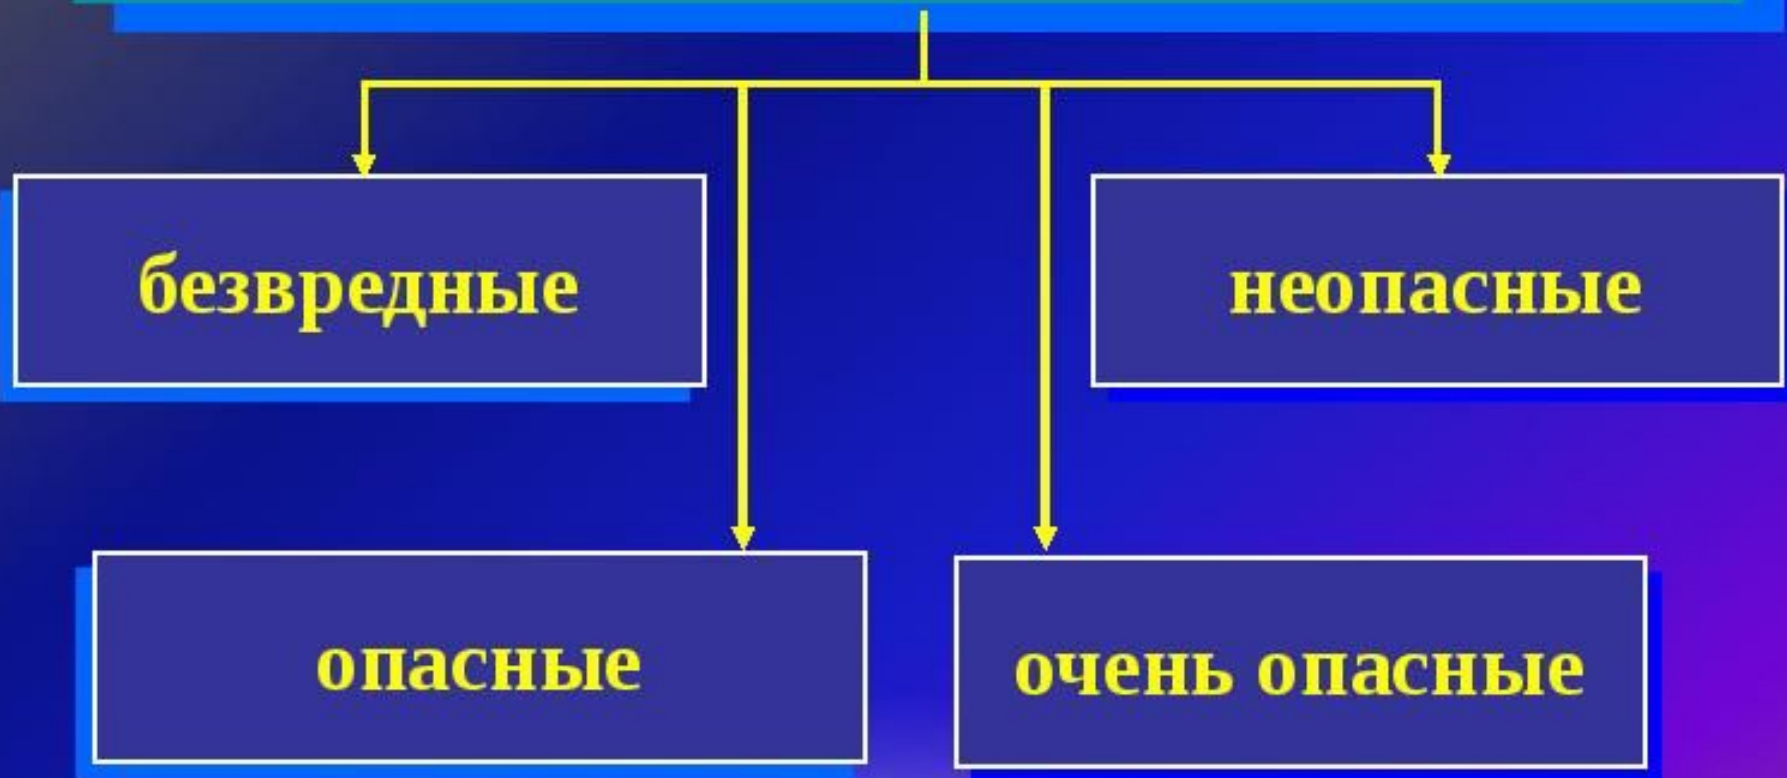 безвредные
неопасные
опасные
очень опасные